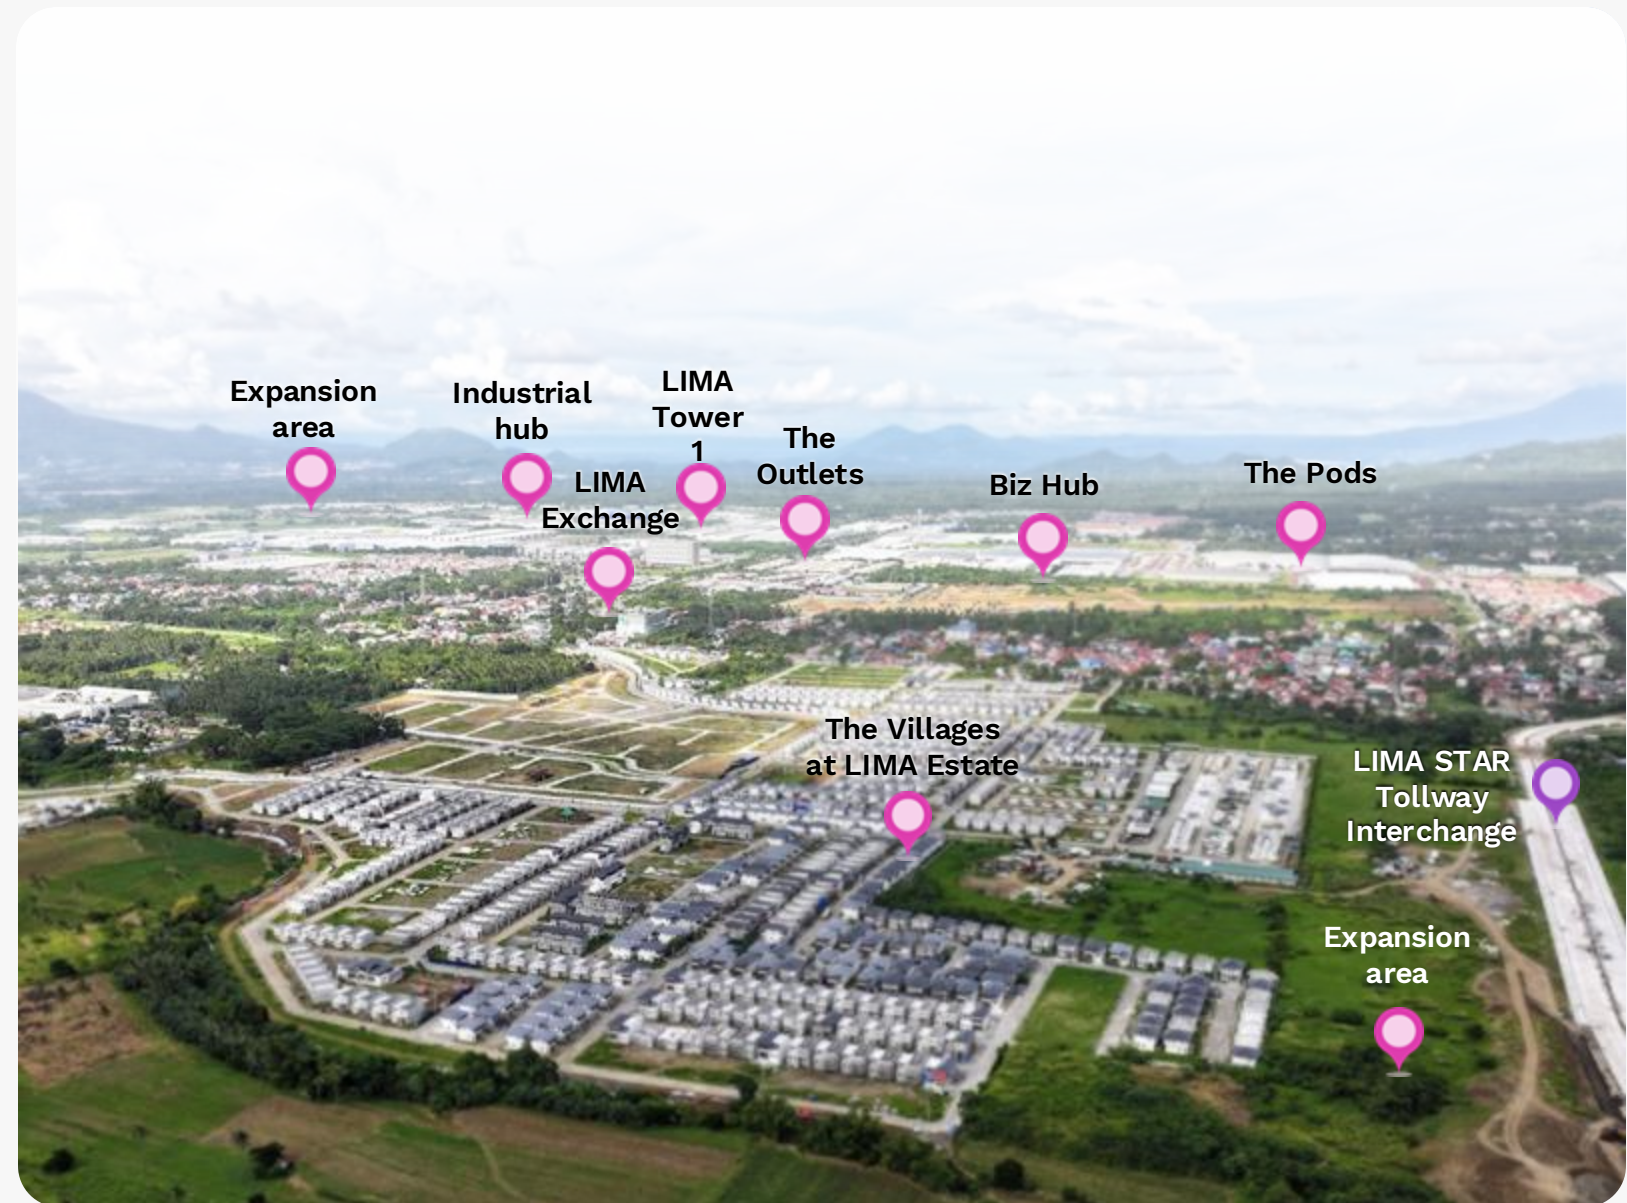 Expansion
area
Industrial
hub
LIMA
Tower
1
LIMA
Exchange
The
Outlets
Biz Hub
The Pods
The Villages
at LIMA Estate
LIMA STAR
Tollway
Interchange
Expansion
area